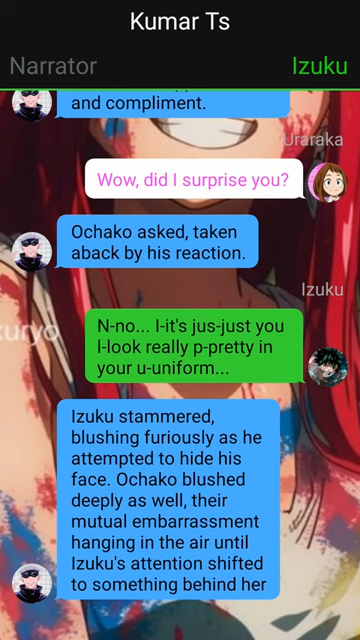 Kumar Ts
Narrator
Izuku
and compliment.
Uraraka
Wow, did I surprise you?
Ochako asked, taken
aback by his reaction.
Izuku
N-no... I-it's jus-just you
l-look really p-pretty in
your u-uniform...
Izuku stammered,
blushing furiously as he
attempted to hide his
face. Ochako blushed
deeply as well, their
mutual embarrassment
hanging in the air until
Izuku's attention shifted
to something behind her